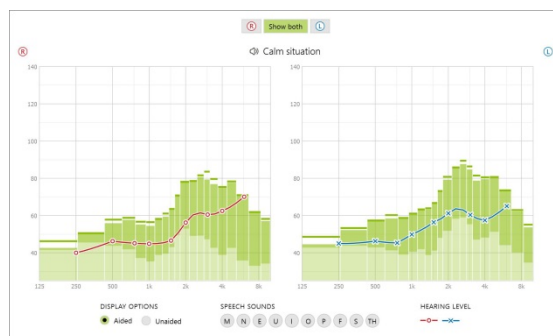 R Show both L
R Calm situation L
140 140
120 120
100 100
80 80
60 60
40 40
125 250 500 1k 2k 4k 8k 125 250 500 1k 2k 4k 8k
DISPLAY OPTIONS SPEECH SOUNDS HEARING LEVEL
Aided Unaided M N E U I O P F S TH